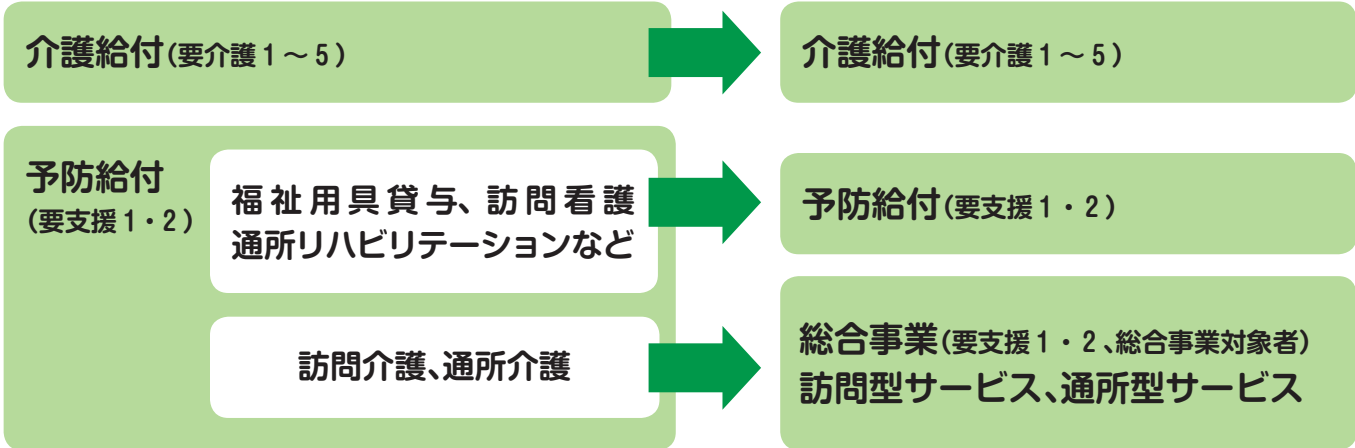 介護給付(要介護1～5)
介護給付(要介護1～5)
予防給付
(要支援1・2)
福祉用具貸与、訪問看護
通所リハビリテーションなど
予防給付(要支援1・2)
訪問介護、通所介護
総合事業(要支援1・2、総合事業対象者)
訪問型サービス、通所型サービス